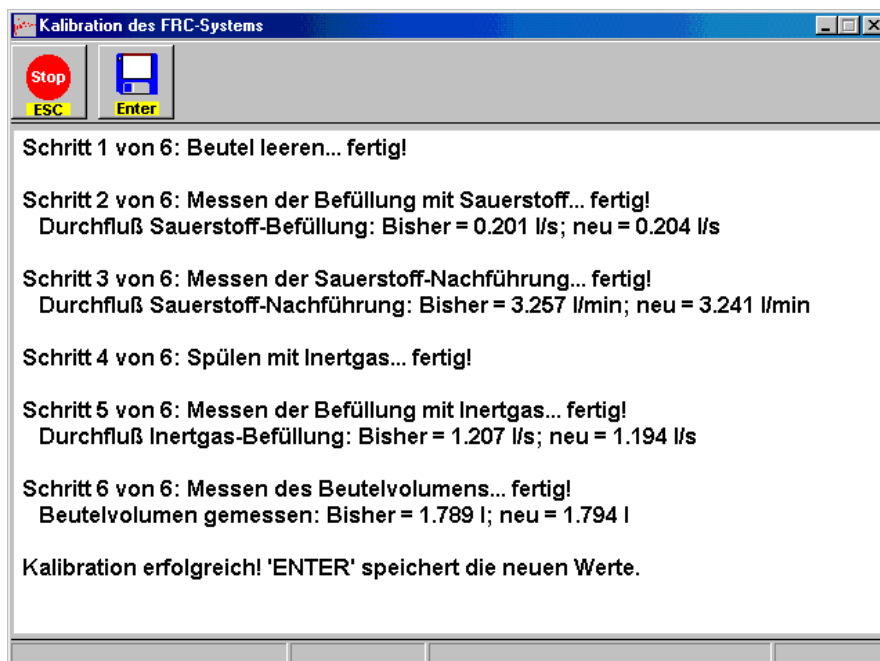 Kalibration des FRC-Systems
Stop
ESC
Enter
Schritt 1 von 6: Beutel leeren... fertig!
Schritt 2 von 6: Messen der Befüllung mit Sauerstoff... fertig!
Durchfluß Sauerstoff-Befüllung: Bisher = 0.201 l/s; neu = 0.204 l/s
Schritt 3 von 6: Messen der Sauerstoff-Nachführung... fertig!
Durchfluß Sauerstoff-Nachführung: Bisher = 3.257 l/min; neu = 3.241 l/min
Schritt 4 von 6: Spülen mit Inertgas... fertig!
Schritt 5 von 6: Messen der Befüllung mit Inertgas... fertig!
Durchfluß Inertgas-Befüllung: Bisher = 1.207 l/s; neu = 1.194 l/s
Schritt 6 von 6: Messen des Beutelvolumens... fertig!
Beutelvolumen gemessen: Bisher = 1.789 l; neu = 1.794 l
Kalibration erfolgreich! 'ENTER' speichert die neuen Werte.